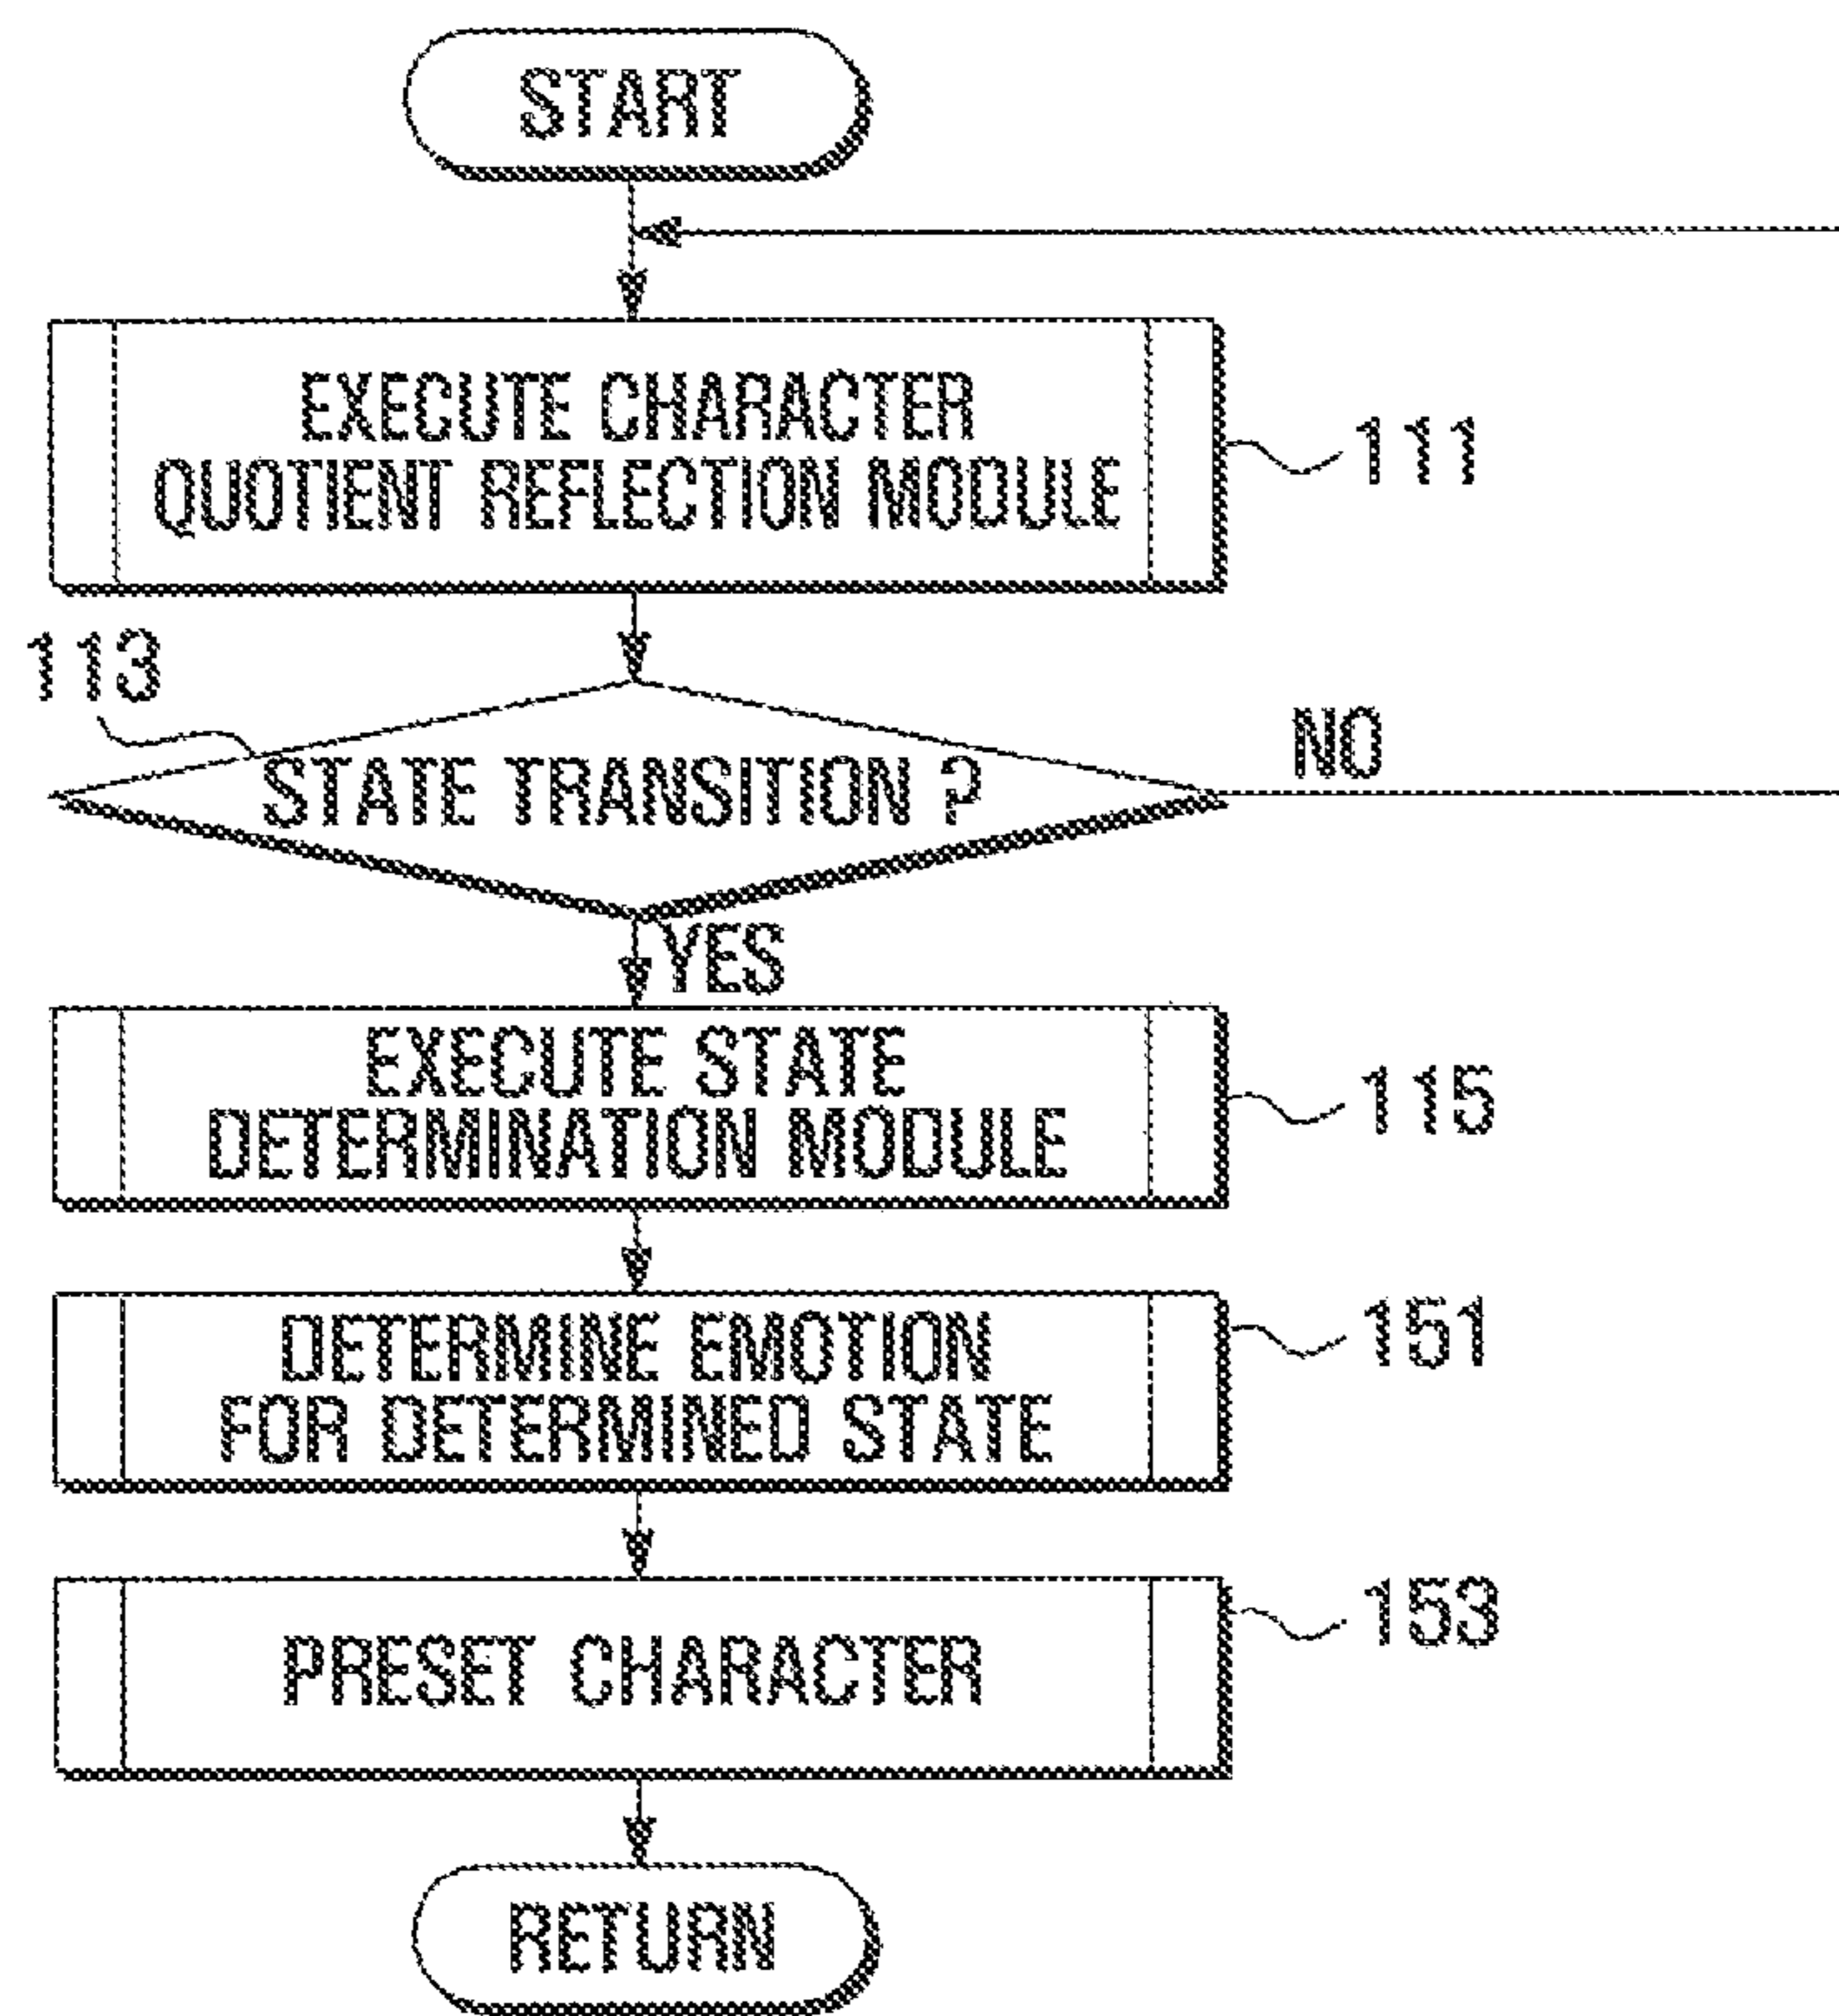 START
EXECUTE CHARACTER
QUOTIENT REFLECTION MODULE
111
113
STATE TRANSITION ?
NO
YES
EXECUTE STATE
DETERMINATION MODULE
115
DETERMINE EMOTION
FOR DETERMINED STATE
151
PRESET CHARACTER
153
RETURN